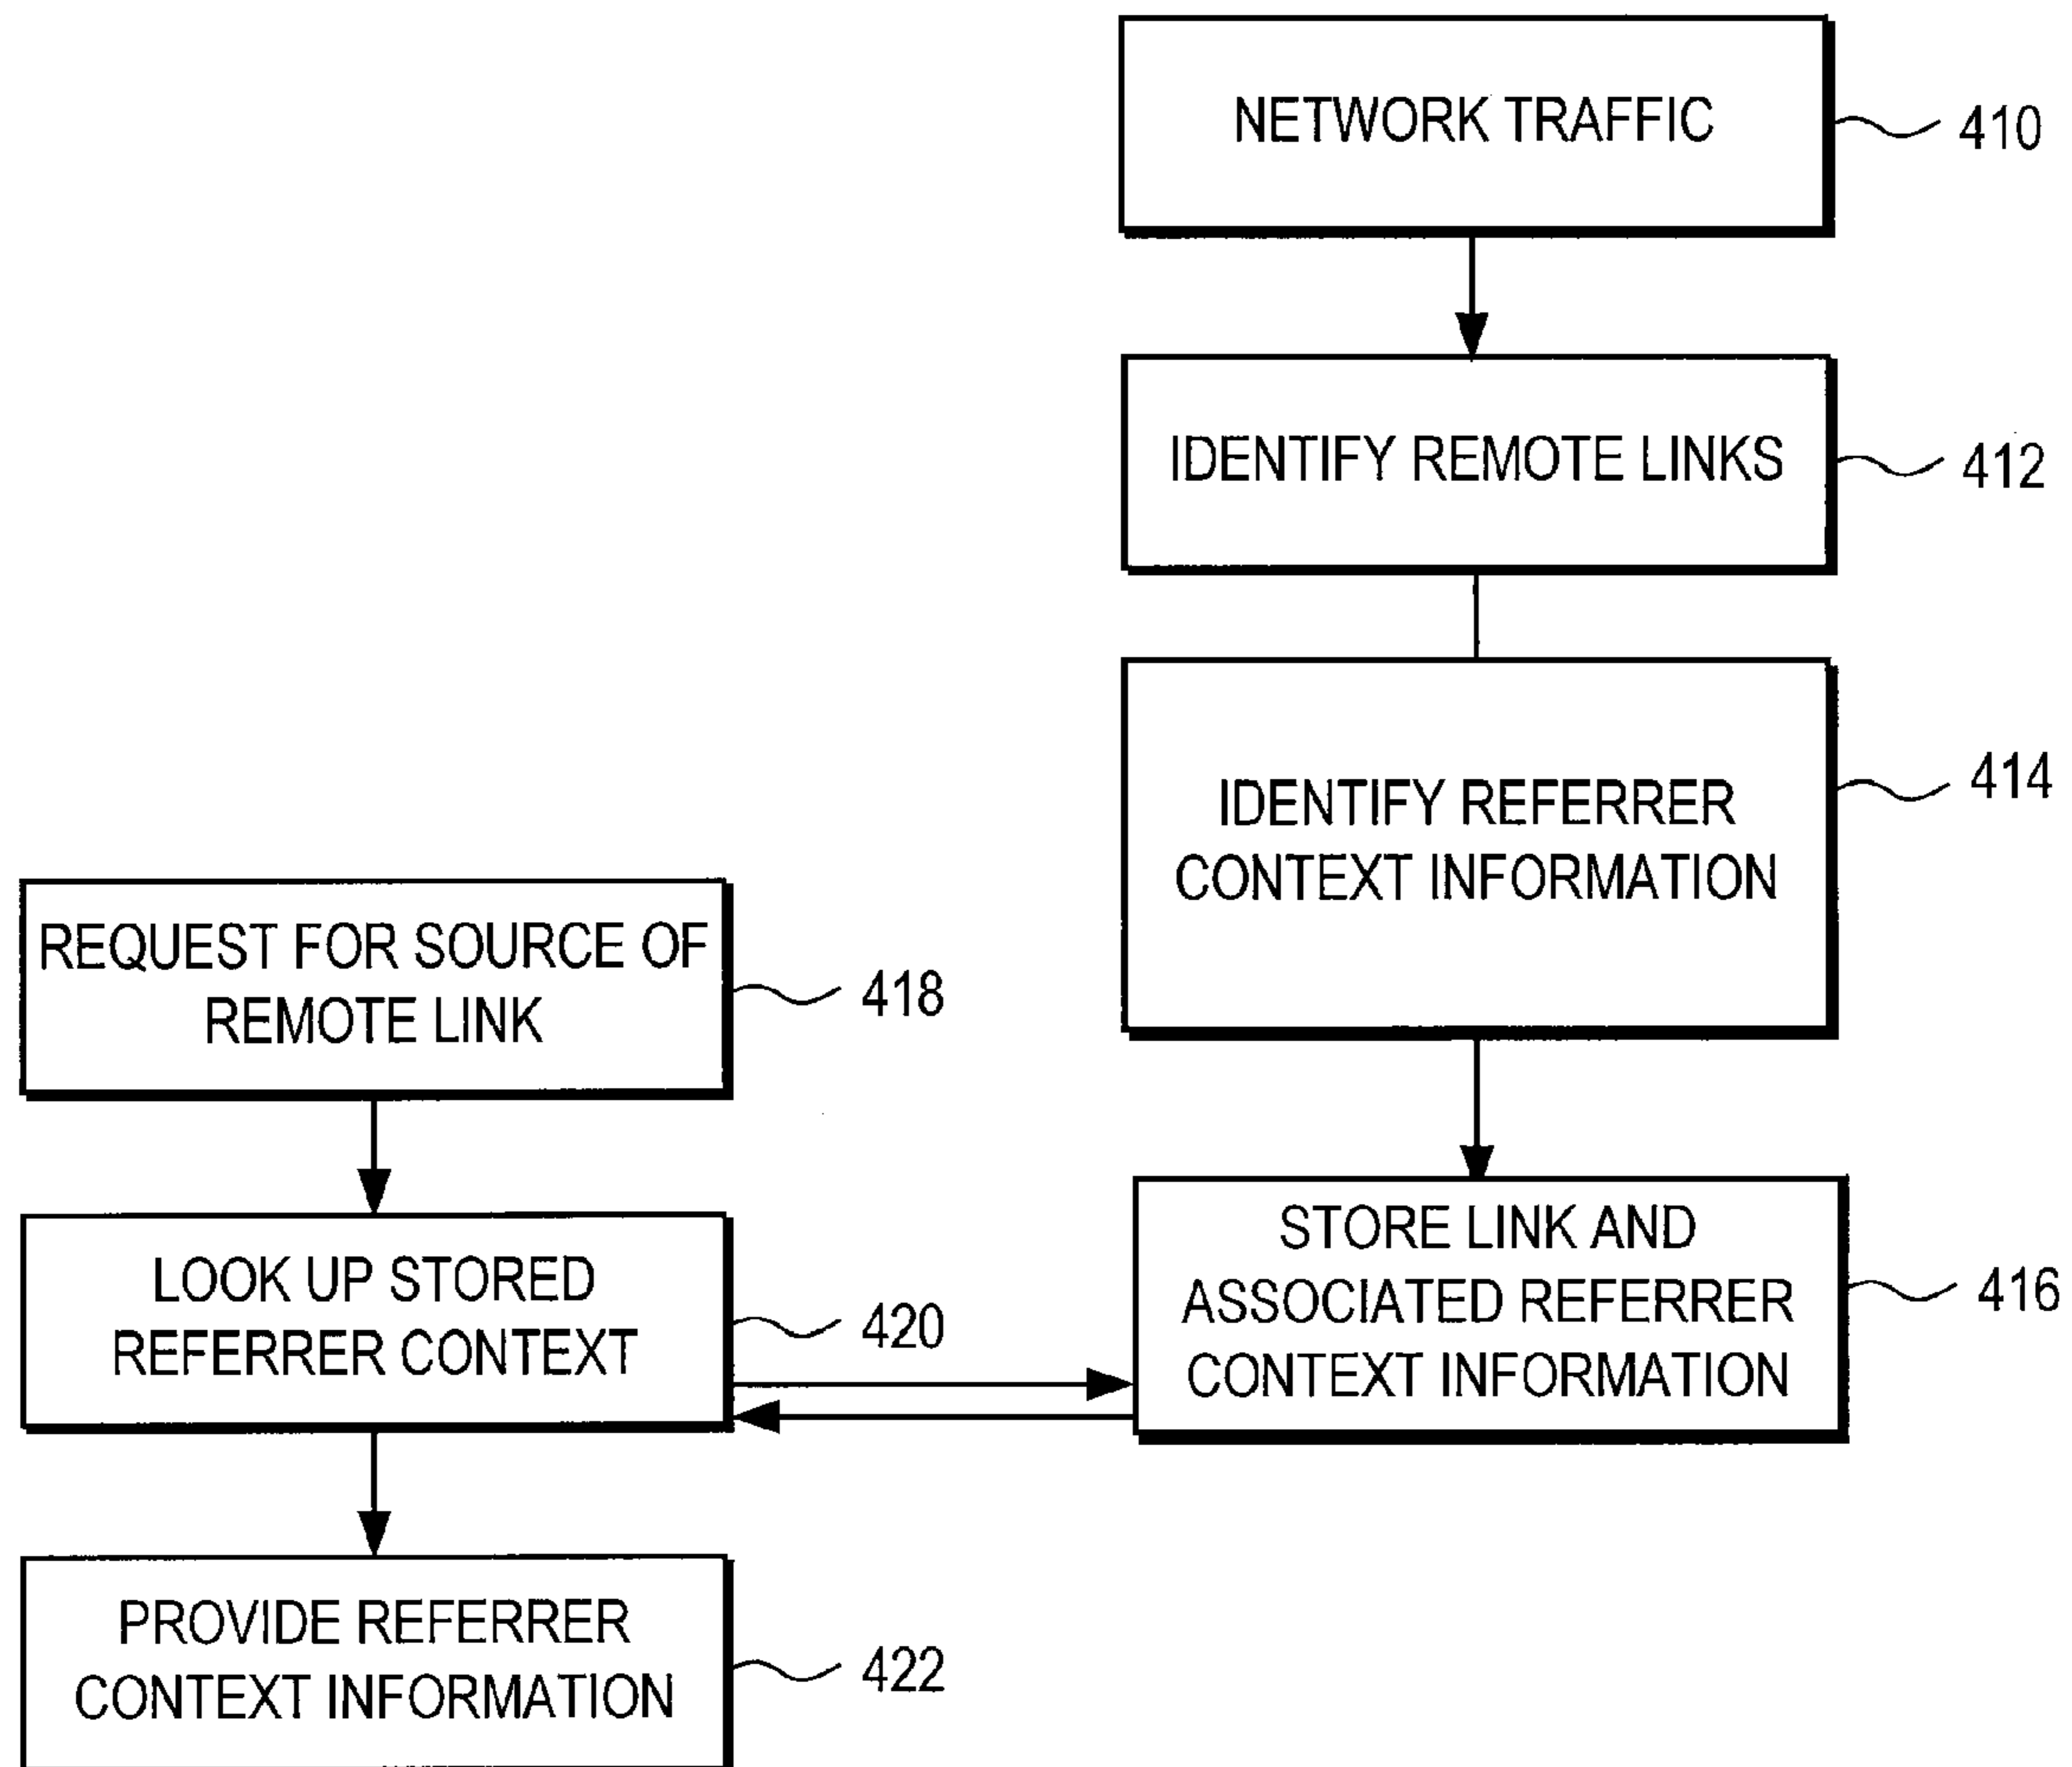 NETWORK TRAFFIC
410
IDENTIFY REMOTE LINKS
412
IDENTIFY REFERRER
CONTEXT INFORMATION
414
REQUEST FOR SOURCE OF
REMOTE LINK
418
LOOK UP STORED
REFERRER CONTEXT
420
STORE LINK AND
ASSOCIATED REFERRER
CONTEXT INFORMATION
416
PROVIDE REFERRER
CONTEXT INFORMATION
422